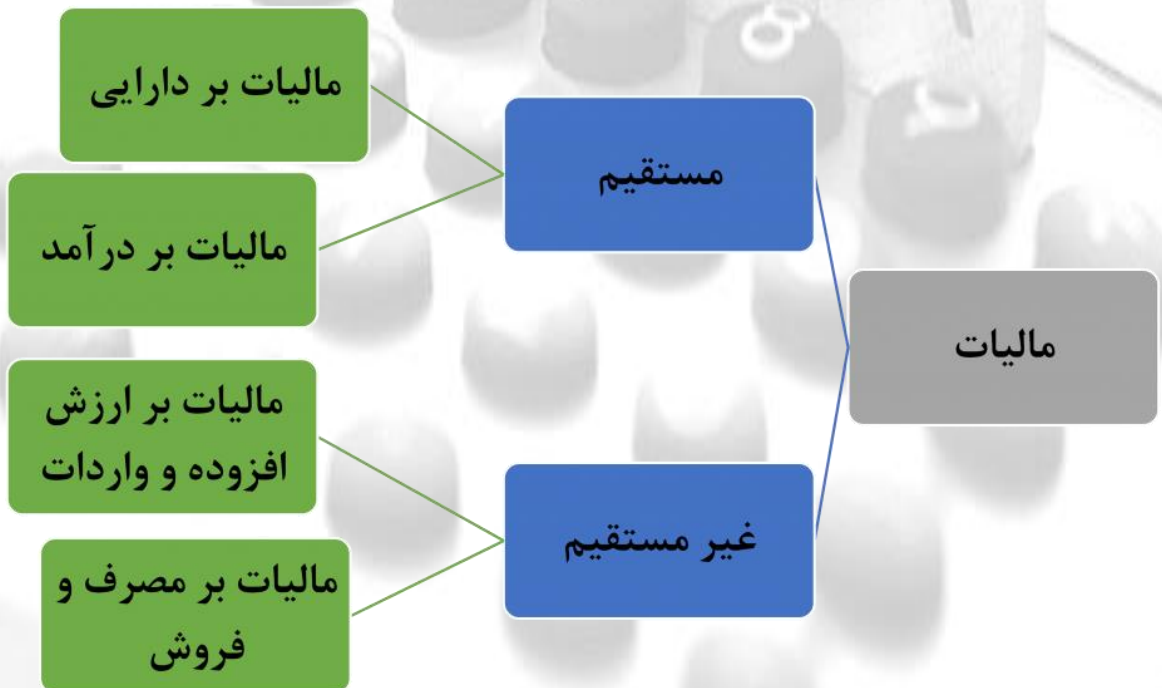 مالیات
مستقیم
مالیات بر دارایی
مالیات بر درآمد
غیر مستقیم
مالیات بر ارزش
افزوده و واردات
مالیات بر مصرف و
فروش